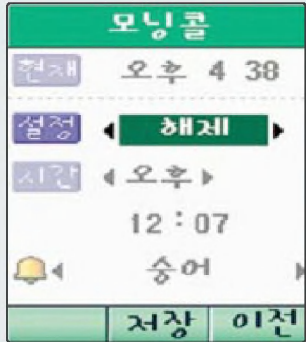 모닝콜
현재 오후 4 38
설정 해제
시간 오후
12:07
숭어
저장 이전